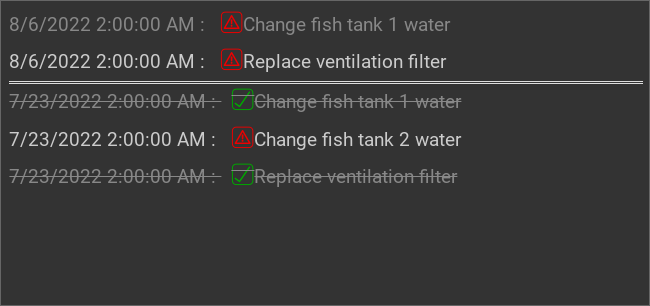 8/6/2022 2:00:00 AM : Change fish tank 1 water
8/6/2022 2:00:00 AM : Replace ventilation filter
7/23/2022 2:00:00 AM : Change fish tank 1 water
7/23/2022 2:00:00 AM : Change fish tank 2 water
7/23/2022 2:00:00 AM : Replace ventilation filter